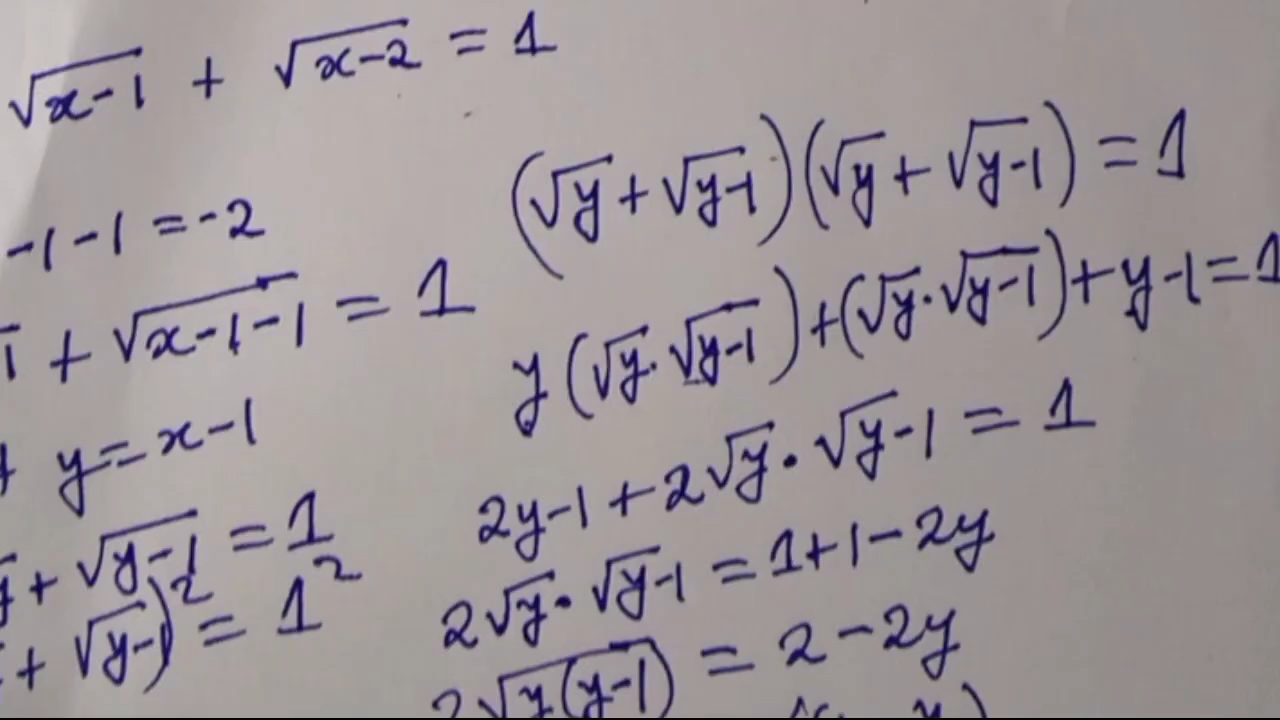 √x-1 + √x-2 = 1
-1-1 = -2
1 + √x-1-1 = 1
y = x-1
+ √y-1 = 1
+ √y-1)² = 1²
(√y + √y-1)(√y + √y-1) = 1
y(√y·√y-1)+(√y·√y-1)+y-1=1
2y-1+2√y·√y-1 = 1
2√y·√y-1 = 1+1-2y
2√y(y-1) = 2-2y